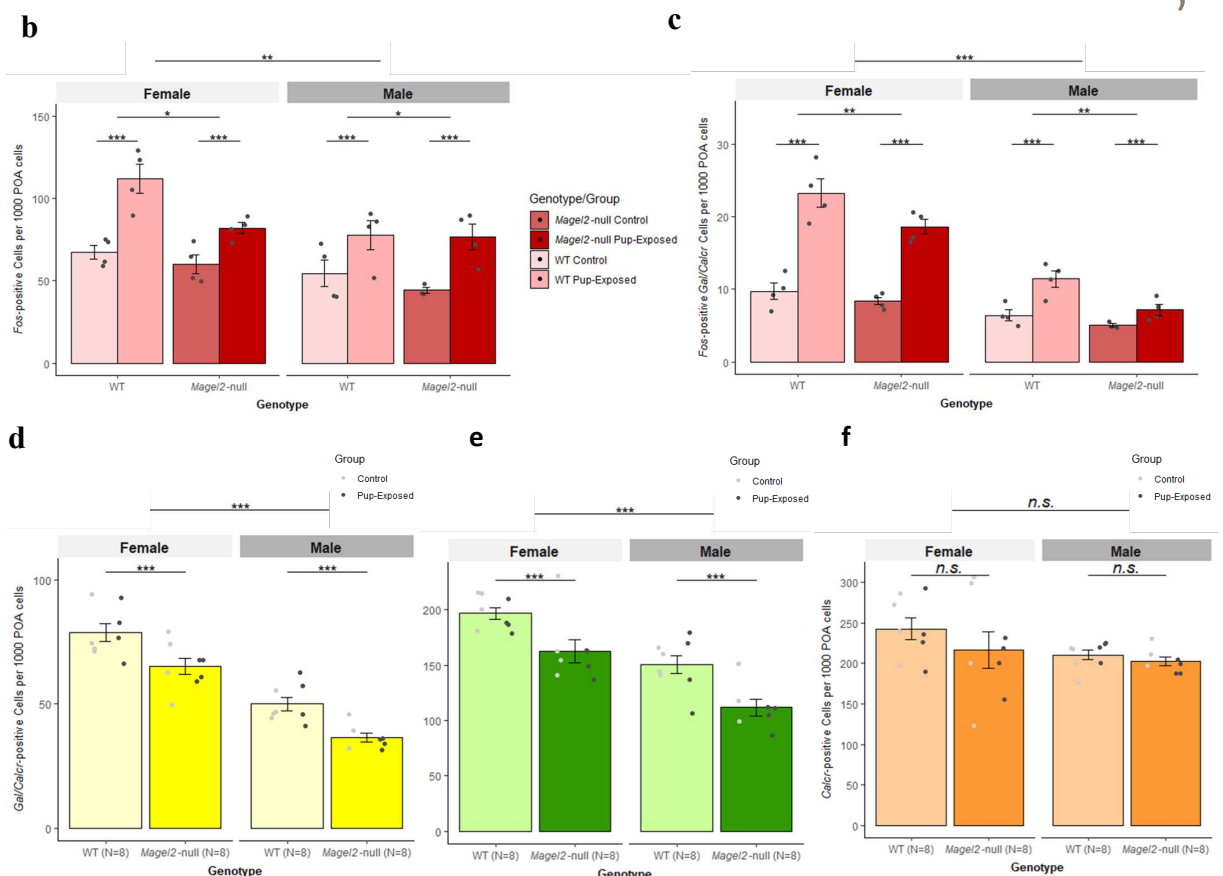 b
**
Female
Male
*
*
***
***
***
***
150
100
50
0
Fos-positive Cells per 1000 POA cells
WT
Magel2-null
WT
Magel2-null
Genotype
Genotype/Group
Magel2-null Control
Magel2-null Pup-Exposed
WT Control
WT Pup-Exposed
c
***
Female
Male
**
**
***
***
***
***
30
20
10
0
Fos-positive Gal/Calcr Cells per 1000 POA cells
WT
Magel2-null
WT
Magel2-null
Genotype
d
Group
Control
Pup-Exposed
***
Female
Male
***
***
100
50
0
Gal/Calcr-positive Cells per 1000 POA cells
WT (N=8)
Magel2-null (N=8)
WT (N=8)
Magel2-null (N=8)
Genotype
e
Group
Control
Pup-Exposed
***
Female
Male
***
***
200
150
100
50
0
WT (N=8)
Magel2-null (N=8)
WT (N=8)
Magel2-null (N=8)
Genotype
f
Group
Control
Pup-Exposed
n.s.
Female
Male
n.s.
n.s.
300
250
200
150
100
50
0
Calcr-positive Cells per 1000 POA cells
WT (N=8)
Magel2-null (N=8)
WT (N=8)
Magel2-null (N=8)
Genotype